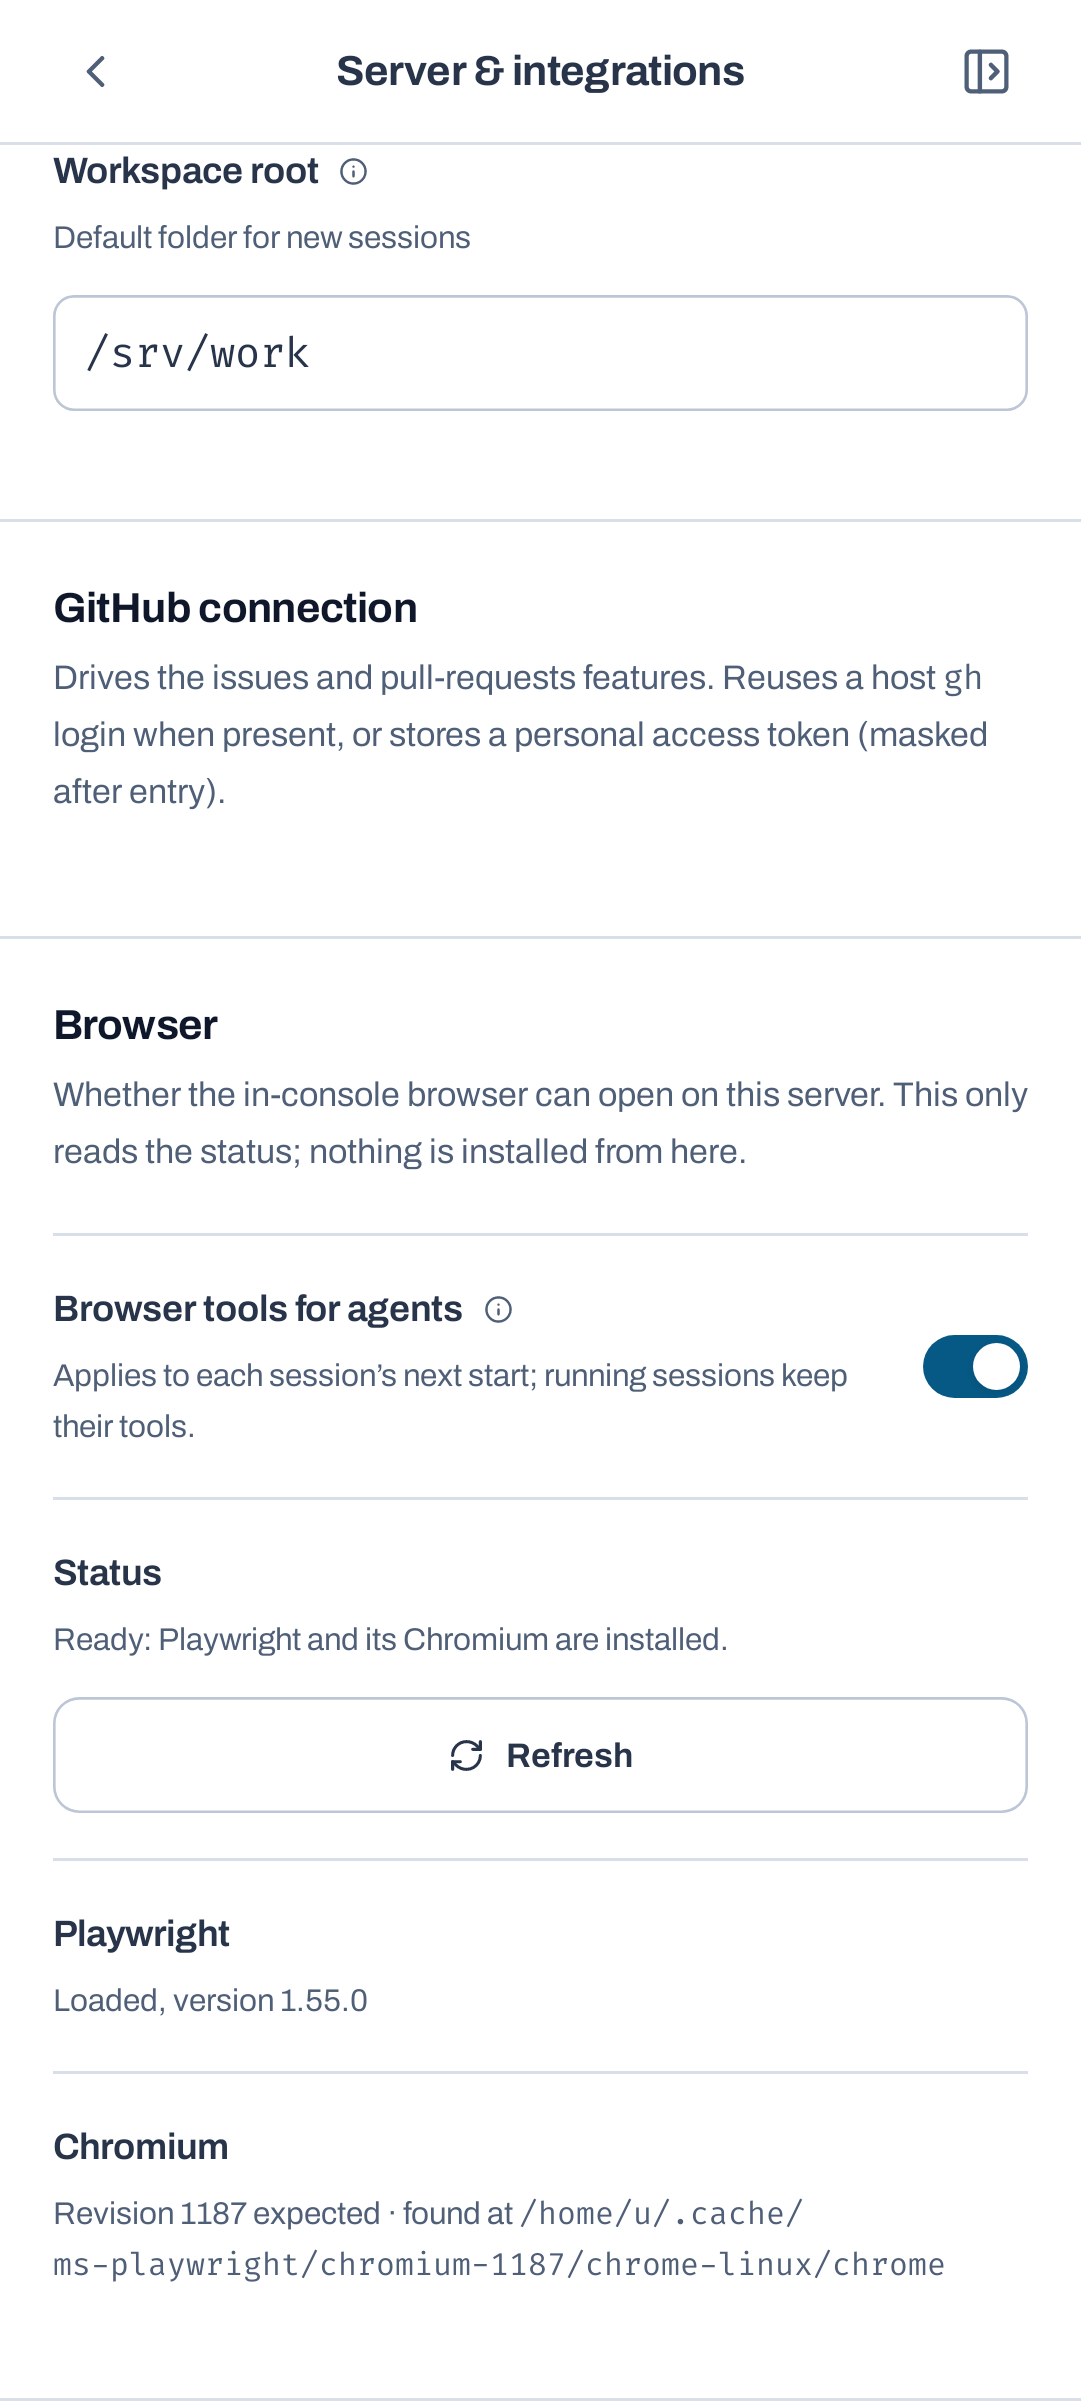 Server & integrations
Workspace root
Default folder for new sessions
/srv/work
GitHub connection
Drives the issues and pull-requests features. Reuses a host gh
login when present, or stores a personal access token (masked
after entry).
Browser
Whether the in-console browser can open on this server. This only
reads the status; nothing is installed from here.
Browser tools for agents
Applies to each session’s next start; running sessions keep
their tools.
Status
Ready: Playwright and its Chromium are installed.
Refresh
Playwright
Loaded, version 1.55.0
Chromium
Revision 1187 expected · found at /home/u/.cache/
ms-playwright/chromium-1187/chrome-linux/chrome